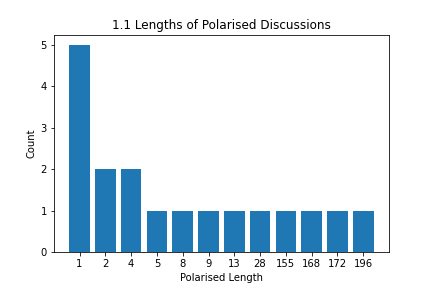 1.1 Lengths of Polarised Discussions
Count
5
4
3
2
1
0
1 2 4 5 8 9 13 28 155 168 172 196
Polarised Length